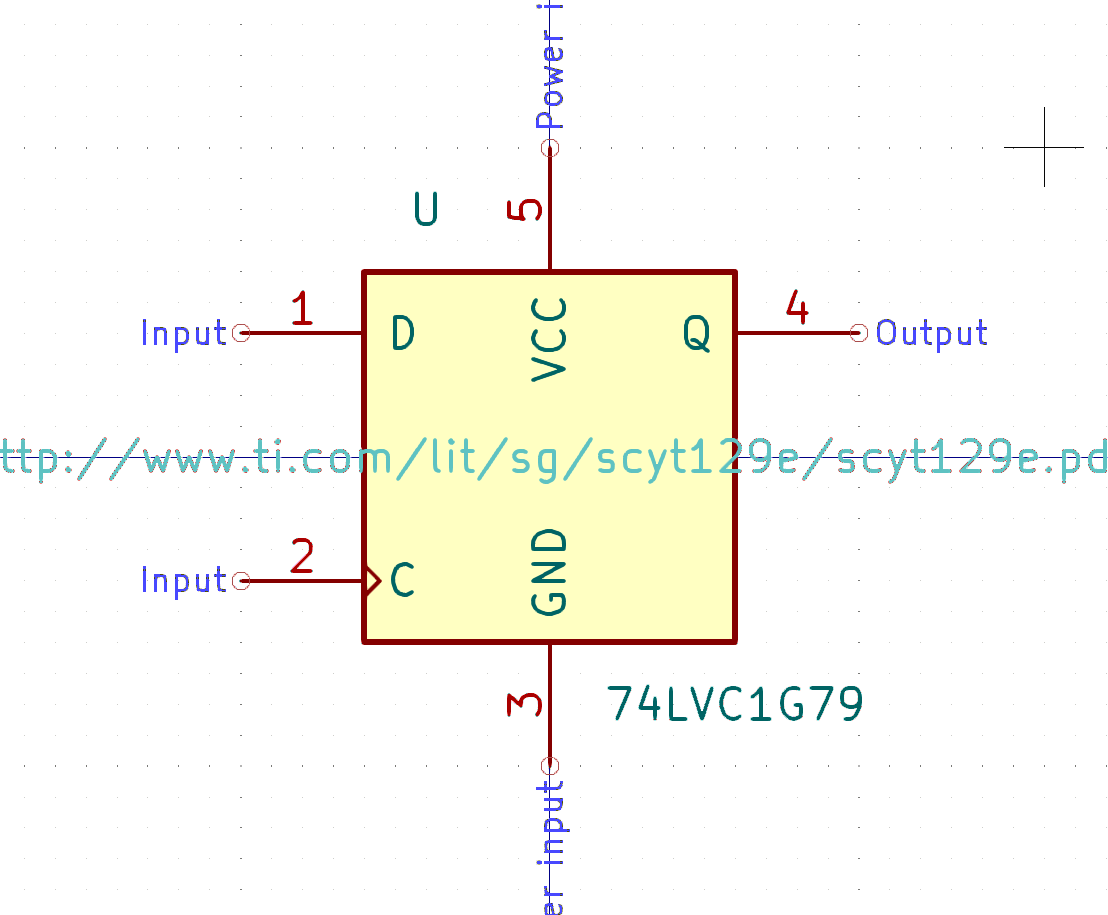 Power i
U
5
1
4
Input
D
VCC
Q
Output
ttp://www.ti.com/lit/sg/scyt129e/scyt129e.pd
2
Input
C
GND
3
74LVC1G79
er input